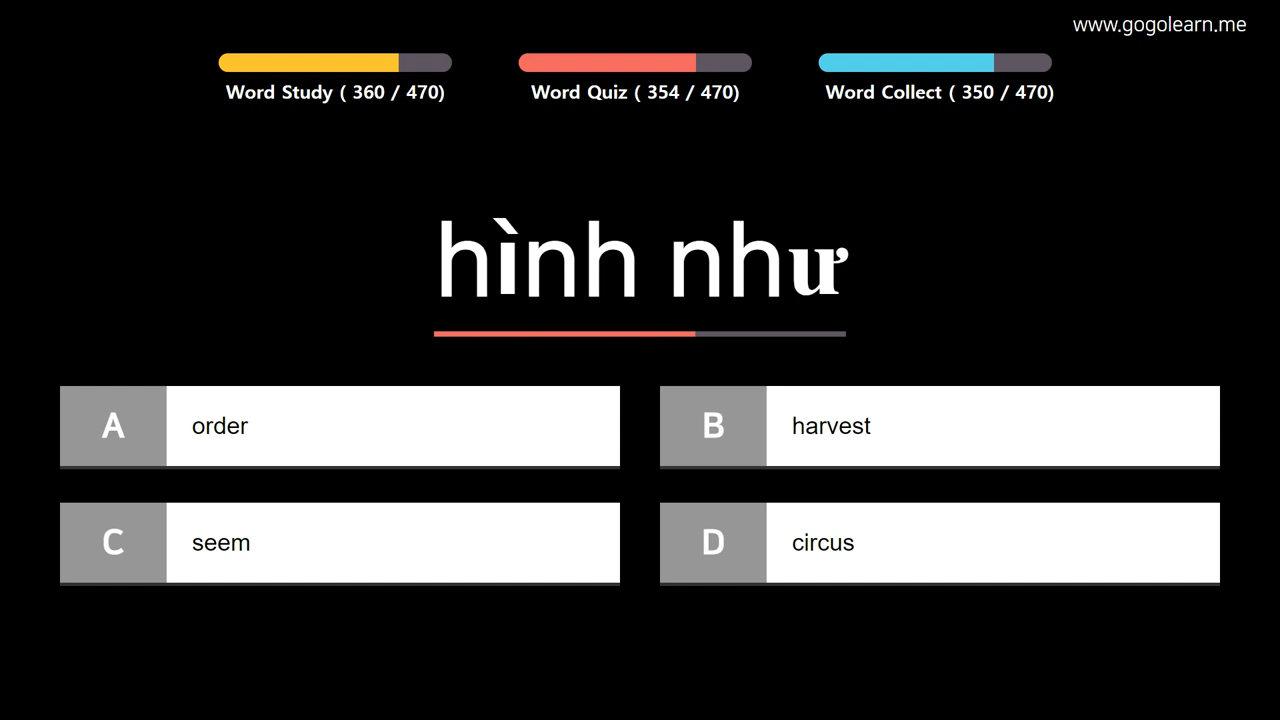 www.gogolearn.me
Word Study ( 360 / 470)
Word Quiz ( 354 / 470)
Word Collect ( 350 / 470)
hình như
A order
B harvest
C seem
D circus